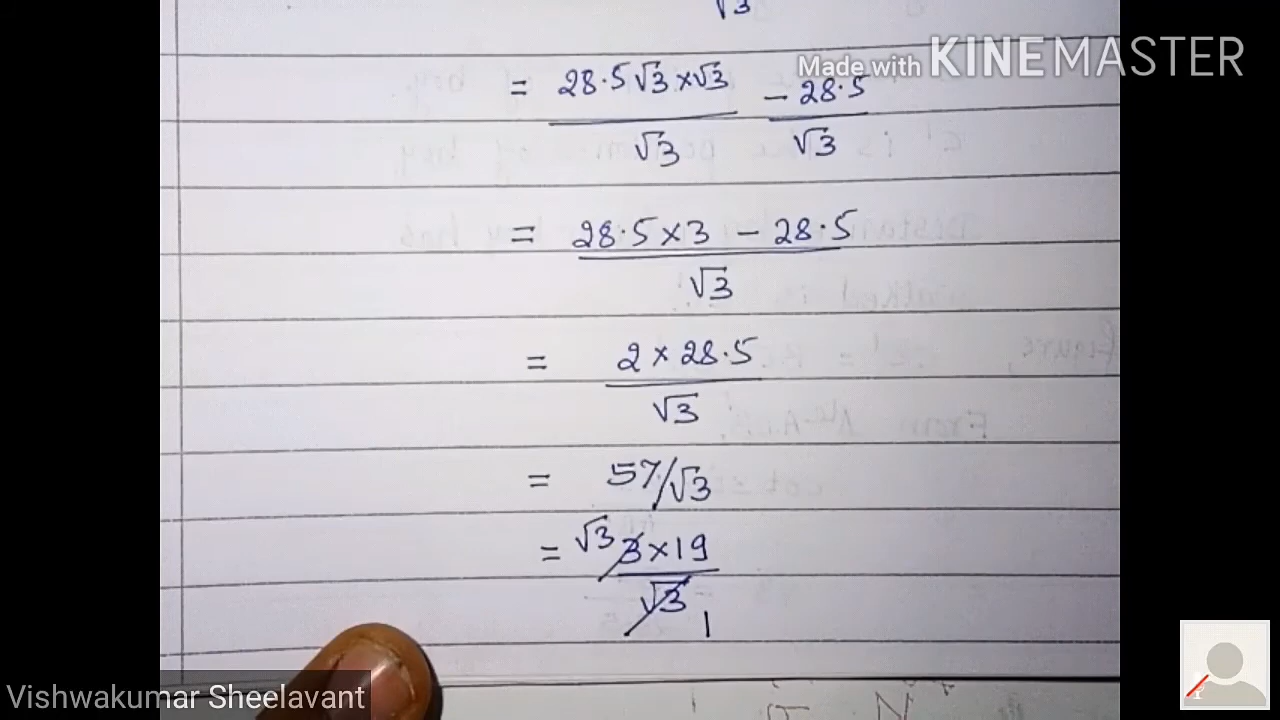 √3
Made with KINEMASTER
= 28.5√3 ×√3 / √3 − 28.5 / √3
= 28.5×3 − 28.5 / √3
= 2 × 28.5 / √3
= 57/√3
= √3 3×19 / √3 1
Vishwakumar Sheelavant